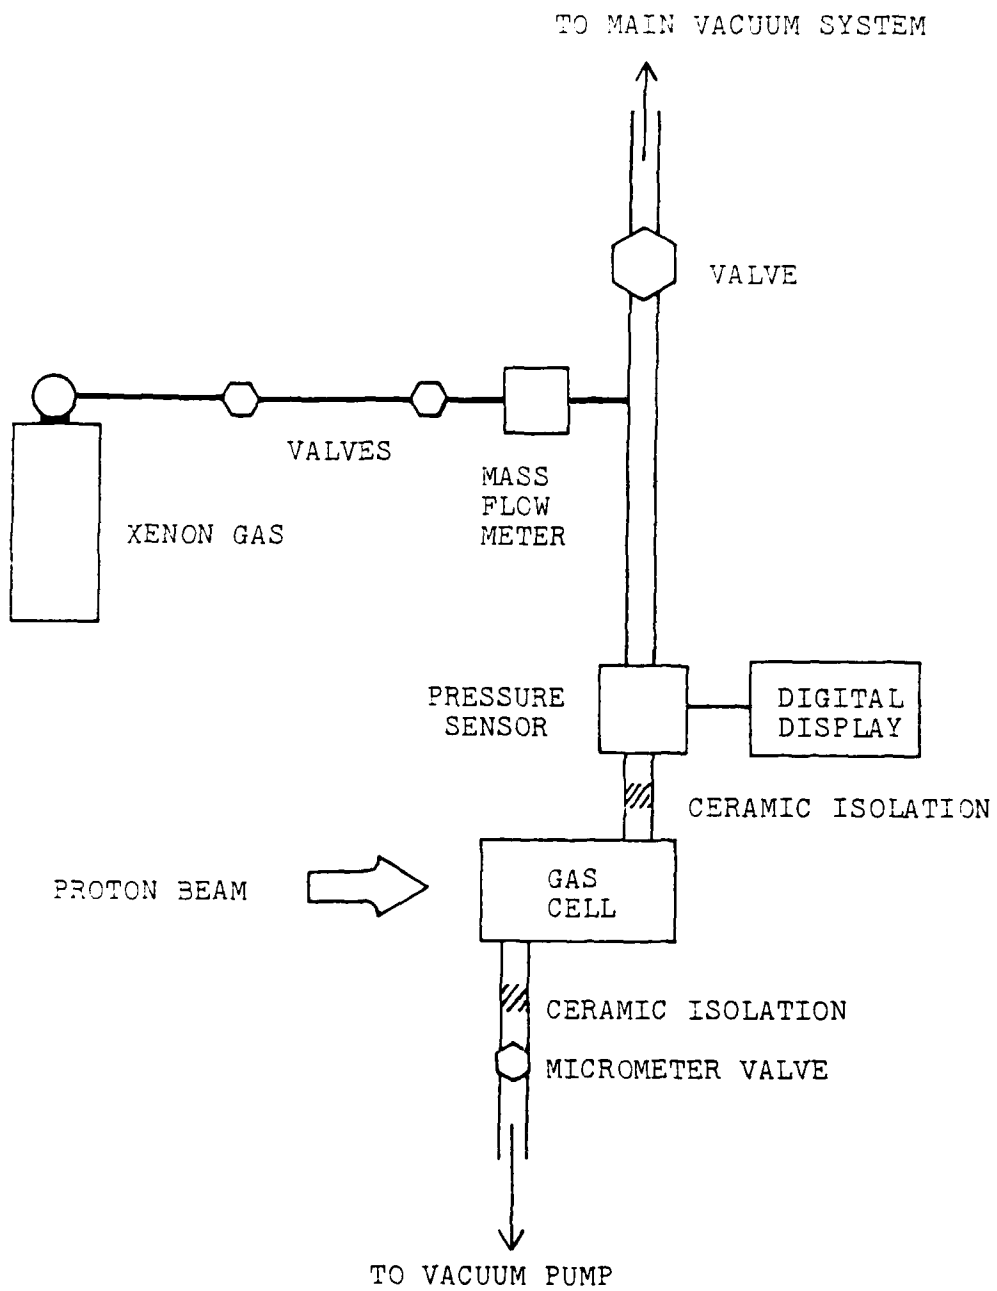 TO MAIN VACUUM SYSTEM
VALVE
VALVES
MASS
FLOW
METER
XENON GAS
PRESSURE
SENSOR
DIGITAL
DISPLAY
CERAMIC ISOLATION
PROTON BEAM
GAS
CELL
CERAMIC ISOLATION
MICROMETER VALVE
TO VACUUM PUMP